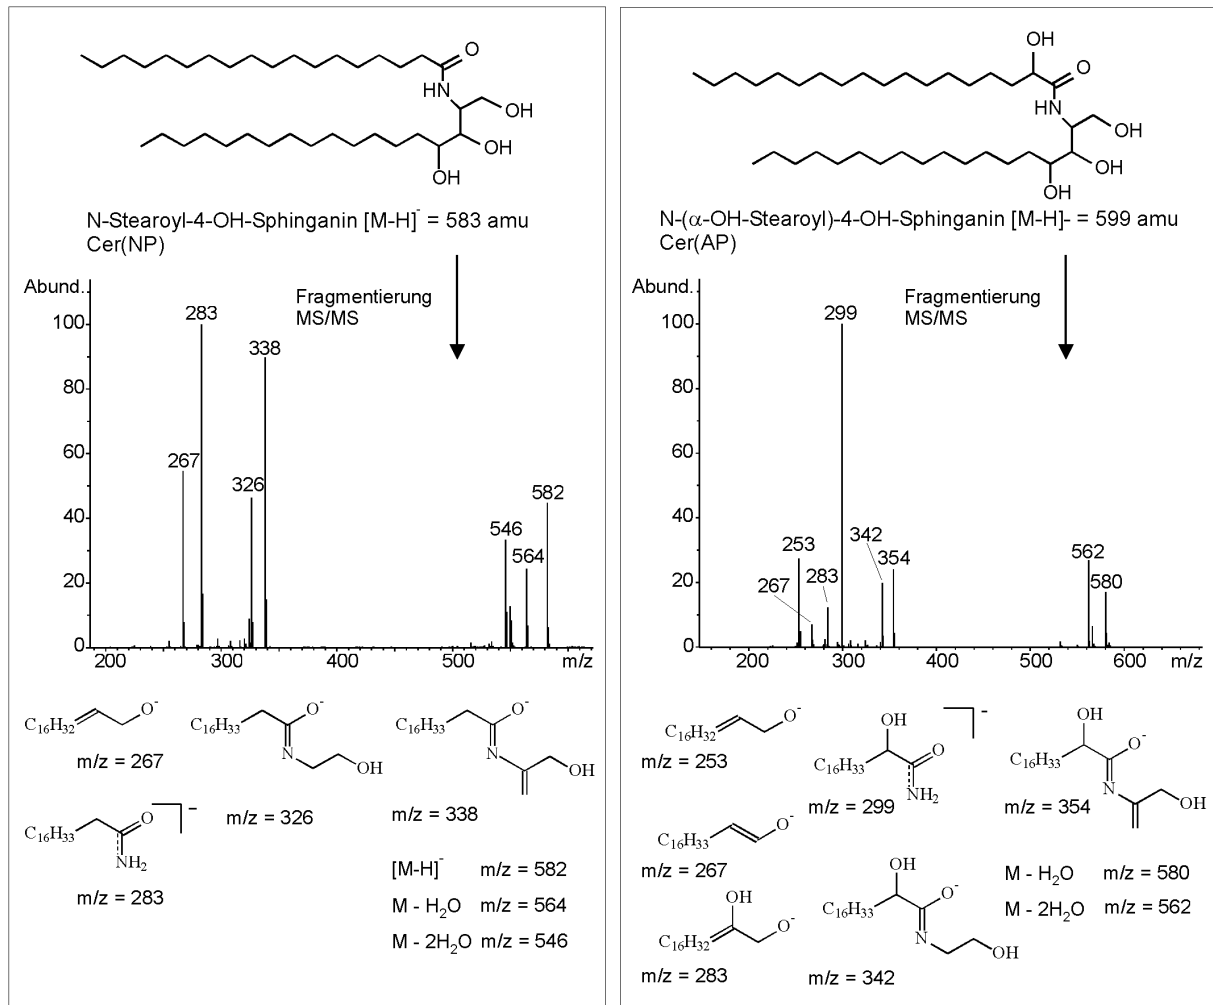 O
HN
OH
OH
OH
N-Stearoyl-4-OH-Sphinganin [M-H]- = 583 amu
Cer(NP)
Abund.
Fragmentierung
MS/MS
100
80
60
40
20
0
283
338
267
326
546
564
582
200
300
400
500
m/z
C16H32
O-
m/z = 267
C16H33
O-
N
OH
m/z = 326
C16H33
O-
N
OH
m/z = 338
C16H33
O
NH2
-
m/z = 283
[M-H]- m/z = 582
M - H2O m/z = 564
M - 2H2O m/z = 546
OH
O
HN
OH
OH
OH
N-(α-OH-Stearoyl)-4-OH-Sphinganin [M-H]- = 599 amu
Cer(AP)
Abund.
Fragmentierung
MS/MS
100
80
60
40
20
0
299
342
354
253
267
283
562
580
200
300
400
500
600
m/z
C16H32
O-
m/z = 253
OH
C16H33
O
NH2
-
m/z = 299
OH
C16H33
O-
N
OH
m/z = 354
C16H33
O-
m/z = 267
OH
C16H32
O-
m/z = 283
OH
C16H33
O-
N
OH
m/z = 342
M - H2O m/z = 580
M - 2H2O m/z = 562